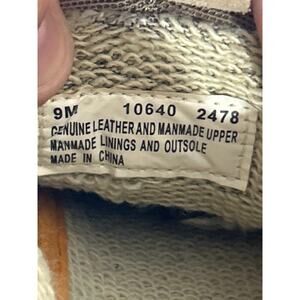 9M 10640 2478
GENUINE LEATHER AND MANMADE UPPER
MANMADE LININGS AND OUTSOLE
MADE IN CHINA